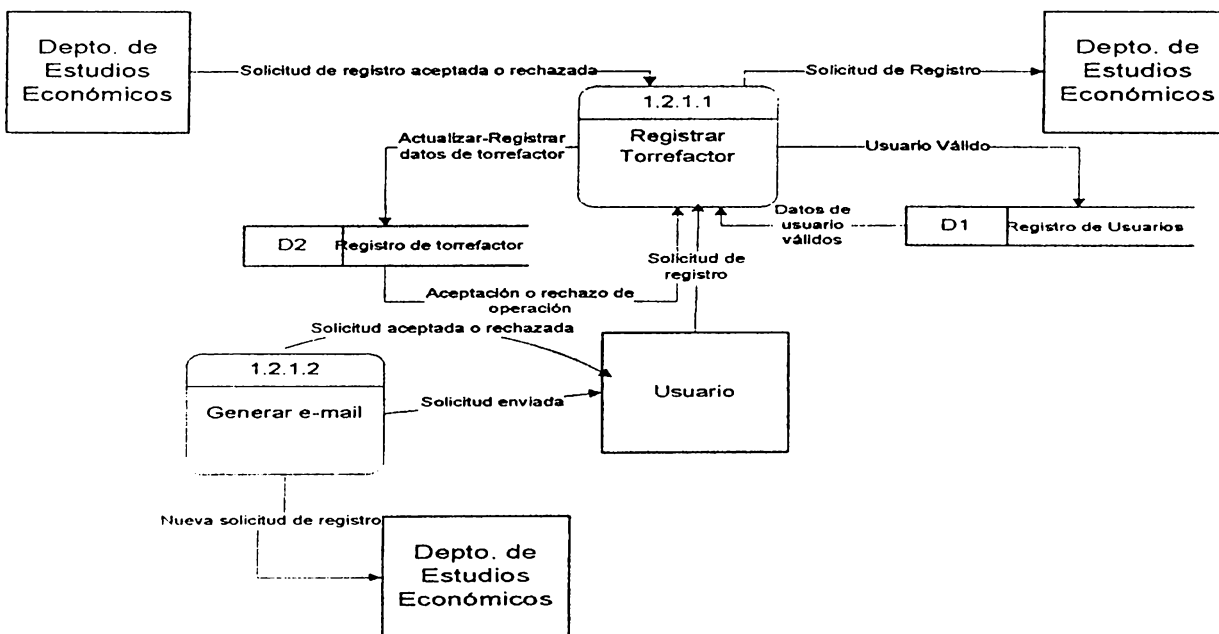 Depto. de
Estudios
Económicos
Solicitud de registro aceptada o rechazada
Solicitud de Registro
Depto. de
Estudios
Económicos
1.2.1.1
Registrar
Torrefactor
Actualizar-Registrar
datos de torrefactor
Usuario Válido
D2
Registro de torrefactor
Datos de
usuario
válidos
D1
Registro de Usuarios
Solicitud de
registro
Aceptación o rechazo de
operación
Solicitud aceptada o rechazada
1.2.1.2
Generar e-mail
Solicitud enviada
Usuario
Nueva solicitud de registro
Depto. de
Estudios
Económicos